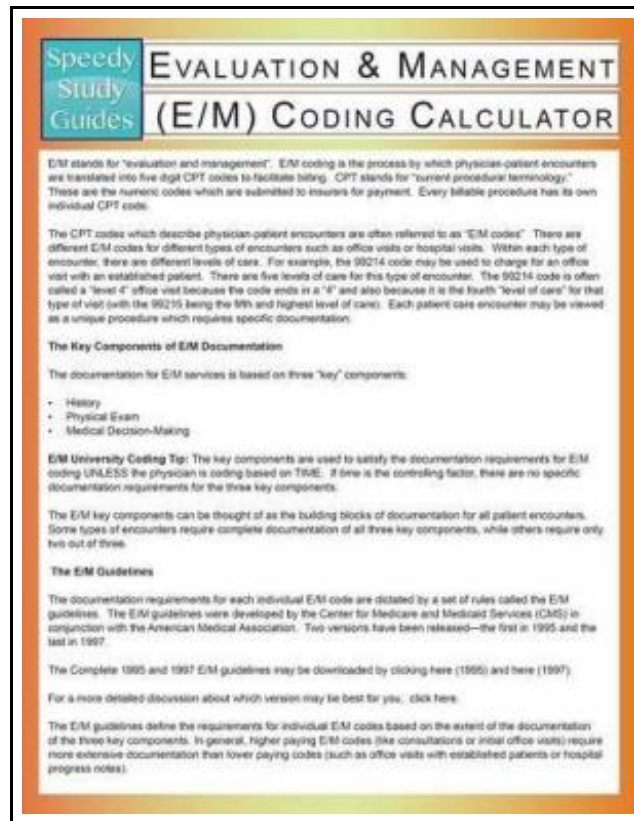 Speedy
Study
Guides
EVALUATION & MANAGEMENT
(E/M) CODING CALCULATOR
E/M stands for "evaluation and management". E/M coding is the process by which physician-patient encounters
are translated into five digit CPT codes to facilitate billing. CPT stands for "current procedural terminology."
These are the numeric codes which are submitted to insurers for payment. Every billable procedure has its own
individual CPT code.
The CPT codes which describe physician-patient encounters are often referred to as "E/M codes". There are
different E/M codes for different types of encounters such as office visits or hospital visits. Within each type of
encounter, there are different levels of care. For example, the 99214 code may be used to charge for an office
visit with an established patient. There are five levels of care for this type of encounter. The 99214 code is often
called a "level 4" office visit because the code ends in a "4" and also because it is the fourth "level of care" for that
type of visit (with the 99215 being the fifth and highest level of care). Each patient care encounter may be viewed
as a unique procedure which requires specific documentation.
The Key Components of E/M Documentation
The documentation for E/M services is based on three "key" components:
• History
• Physical Exam
• Medical Decision-Making
E/M University Coding Tip: The key components are used to satisfy the documentation requirements for E/M
coding UNLESS the physician is coding based on TIME. If time is the controlling factor, there are no specific
documentation requirements for the three key components.
The E/M key components can be thought of as the building blocks of documentation for all patient encounters.
Some types of encounters require complete documentation of all three key components, while others require only
two out of three.
The E/M Guidelines
The documentation requirements for each individual E/M code are dictated by a set of rules called the E/M
guidelines. The E/M guidelines were developed by the Center for Medicare and Medicaid Services (CMS) in
conjunction with the American Medical Association. Two versions have been released—the first in 1995 and the
last in 1997.
The Complete 1995 and 1997 E/M guidelines may be downloaded by clicking here (1995) and here (1997)
For a more detailed discussion about which version may be best for you, click here.
The E/M guidelines define the requirements for individual E/M codes based on the extent of the documentation
of the three key components. In general, higher paying E/M codes (like consultations or initial office visits) require
more extensive documentation than lower paying codes (such as office visits with established patients or hospital
progress notes).